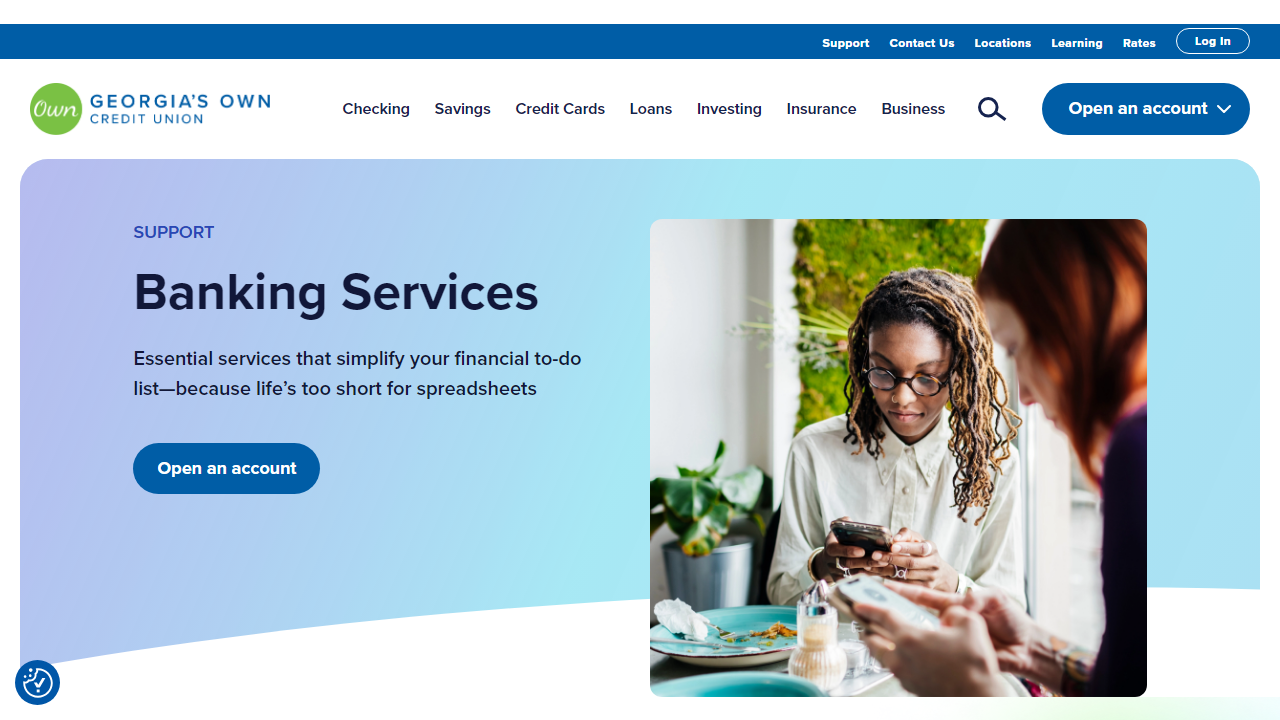 Support Contact Us Locations Learning Rates Log In
Own GEORGIA'S OWN
CREDIT UNION
Checking Savings Credit Cards Loans Investing Insurance Business Open an account
SUPPORT
Banking Services
Essential services that simplify your financial to-do
list—because life's too short for spreadsheets
Open an account